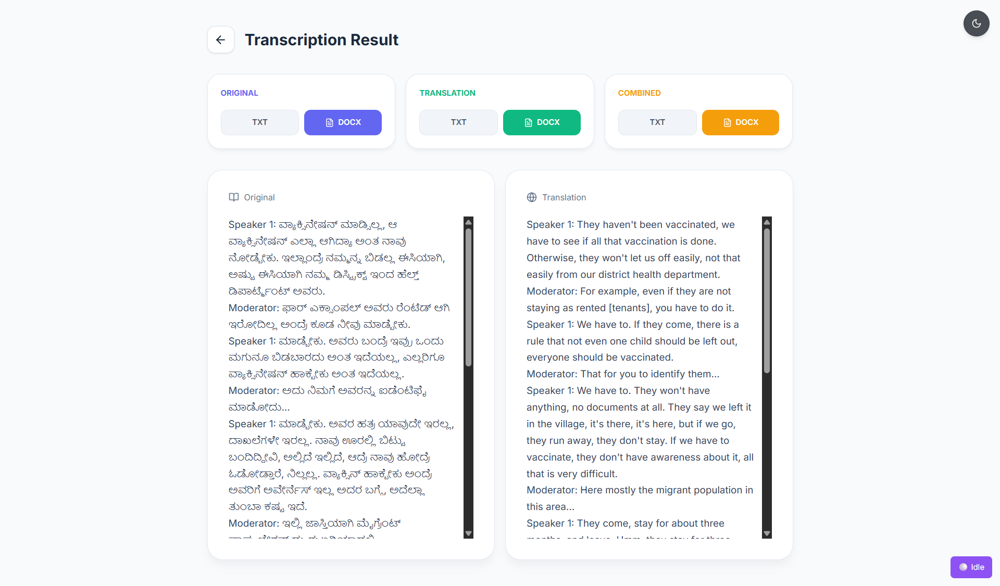 Transcription Result
ORIGINAL
TXT
DOCX
TRANSLATION
TXT
DOCX
COMBINED
TXT
DOCX
Original
Speaker 1: ವ್ಯಾಕ್ಸಿನೇಷನ್ ಮಾಡ್ಸಿಲ್ಲ, ಆ
ವ್ಯಾಕ್ಸಿನೇಷನ್ ಎಲ್ಲಾ ಆಗಿದ್ಯಾ ಅಂತ ನಾವು
ನೋಡ್ಬೇಕು. ಇಲ್ಲಾಂದ್ರೆ ನಮ್ಮನ್ನ ಬಿಡಲ್ಲ ಈಸಿಯಾಗಿ,
ಅಷ್ಟು ಈಸಿಯಾಗಿ ನಮ್ಮ ಡಿಸ್ಟ್ರಿಕ್ಟ್ ಇಂದ ಹೆಲ್ತ್
ಡಿಪಾರ್ಟ್ಮೆಂಟ್ ಅವರು.
Moderator: ಫಾರ್ ಎಕ್ಸಾಂಪಲ್ ಅವರು ರೆಂಟೆಡ್ ಆಗಿ
ಇರೋದಿಲ್ಲ ಅಂದ್ರೆ ಕೂಡ ನೀವು ಮಾಡ್ಬೇಕು.
Speaker 1: ಮಾಡ್ಬೇಕು. ಅವರು ಬಂದ್ರೆ ಇವ್ರು ಒಂದು
ಮಗುನೂ ಬಿಡಬಾರದು ಅಂತ ಇದೆಯಲ್ಲ, ಎಲ್ಲರಿಗೂ
ವ್ಯಾಕ್ಸಿನೇಷನ್ ಹಾಕ್ಬೇಕು ಅಂತ ಇದೆಯಲ್ಲ.
Moderator: ಅದು ನಿಮಗೆ ಅವರನ್ನ ಐಡೆಂಟಿಫೈ
ಮಾಡೋದು...
Speaker 1: ಮಾಡ್ಬೇಕು. ಅವರ ಹತ್ರ ಯಾವುದೇ ಇರಲ್ಲ,
ದಾಖಲೆಗಳೇ ಇರಲ್ಲ. ನಾವು ಊರಲ್ಲಿ ಬಿಟ್ಟು
ಬಂದಿದ್ದೀವಿ, ಅಲ್ಲಿದೆ ಇಲ್ಲಿದೆ, ಆದ್ರೆ ನಾವು ಹೋದ್ರೆ
ಓಡೋಡ್ತಾರೆ, ನಿಲ್ಲಲ್ಲ. ವ್ಯಾಕ್ಸಿನ್ ಹಾಕ್ಬೇಕು ಅಂದ್ರೆ
ಅವರಿಗೆ ಅವೇರ್ನೆಸ್ ಇಲ್ಲ ಅದರ ಬಗ್ಗೆ, ಅದೆಲ್ಲಾ
ತುಂಬಾ ಕಷ್ಟ ಇದೆ.
Moderator: ಇಲ್ಲಿ ಜಾಸ್ತಿಯಾಗಿ ಮೈಗ್ರೆಂಟ್
Translation
Speaker 1: They haven't been vaccinated, we
have to see if all that vaccination is done.
Otherwise, they won't let us off easily, not that
easily from our district health department.
Moderator: For example, even if they are not
staying as rented [tenants], you have to do it.
Speaker 1: We have to. If they come, there is a
rule that not even one child should be left out,
everyone should be vaccinated.
Moderator: That for you to identify them...
Speaker 1: We have to. They won't have
anything, no documents at all. They say we left it
in the village, it's there, it's here, but if we go,
they run away, they don't stay. If we have to
vaccinate, they don't have awareness about it, all
that is very difficult.
Moderator: Here mostly the migrant population in
this area...
Speaker 1: They come, stay for about three
months, and leave. Umm, they stay for three
Idle